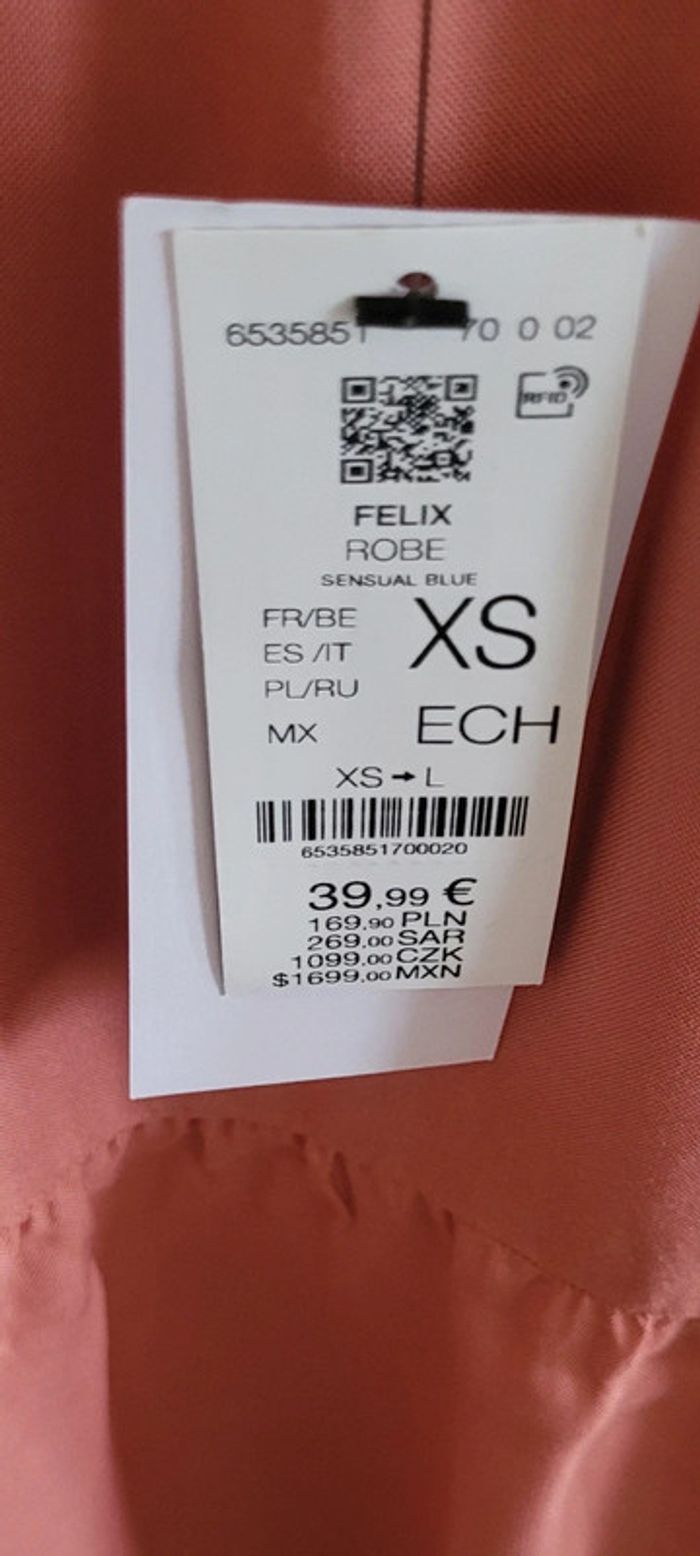 6535851 70 0 02
RFID
FELIX
ROBE
SENSUAL BLUE
FR/BE
ES /IT
PL/RU
XS
MX ECH
XS → L
6535851700020
39,99 €
169,90 PLN
269,00 SAR
1099,00 CZK
$1699,00 MXN